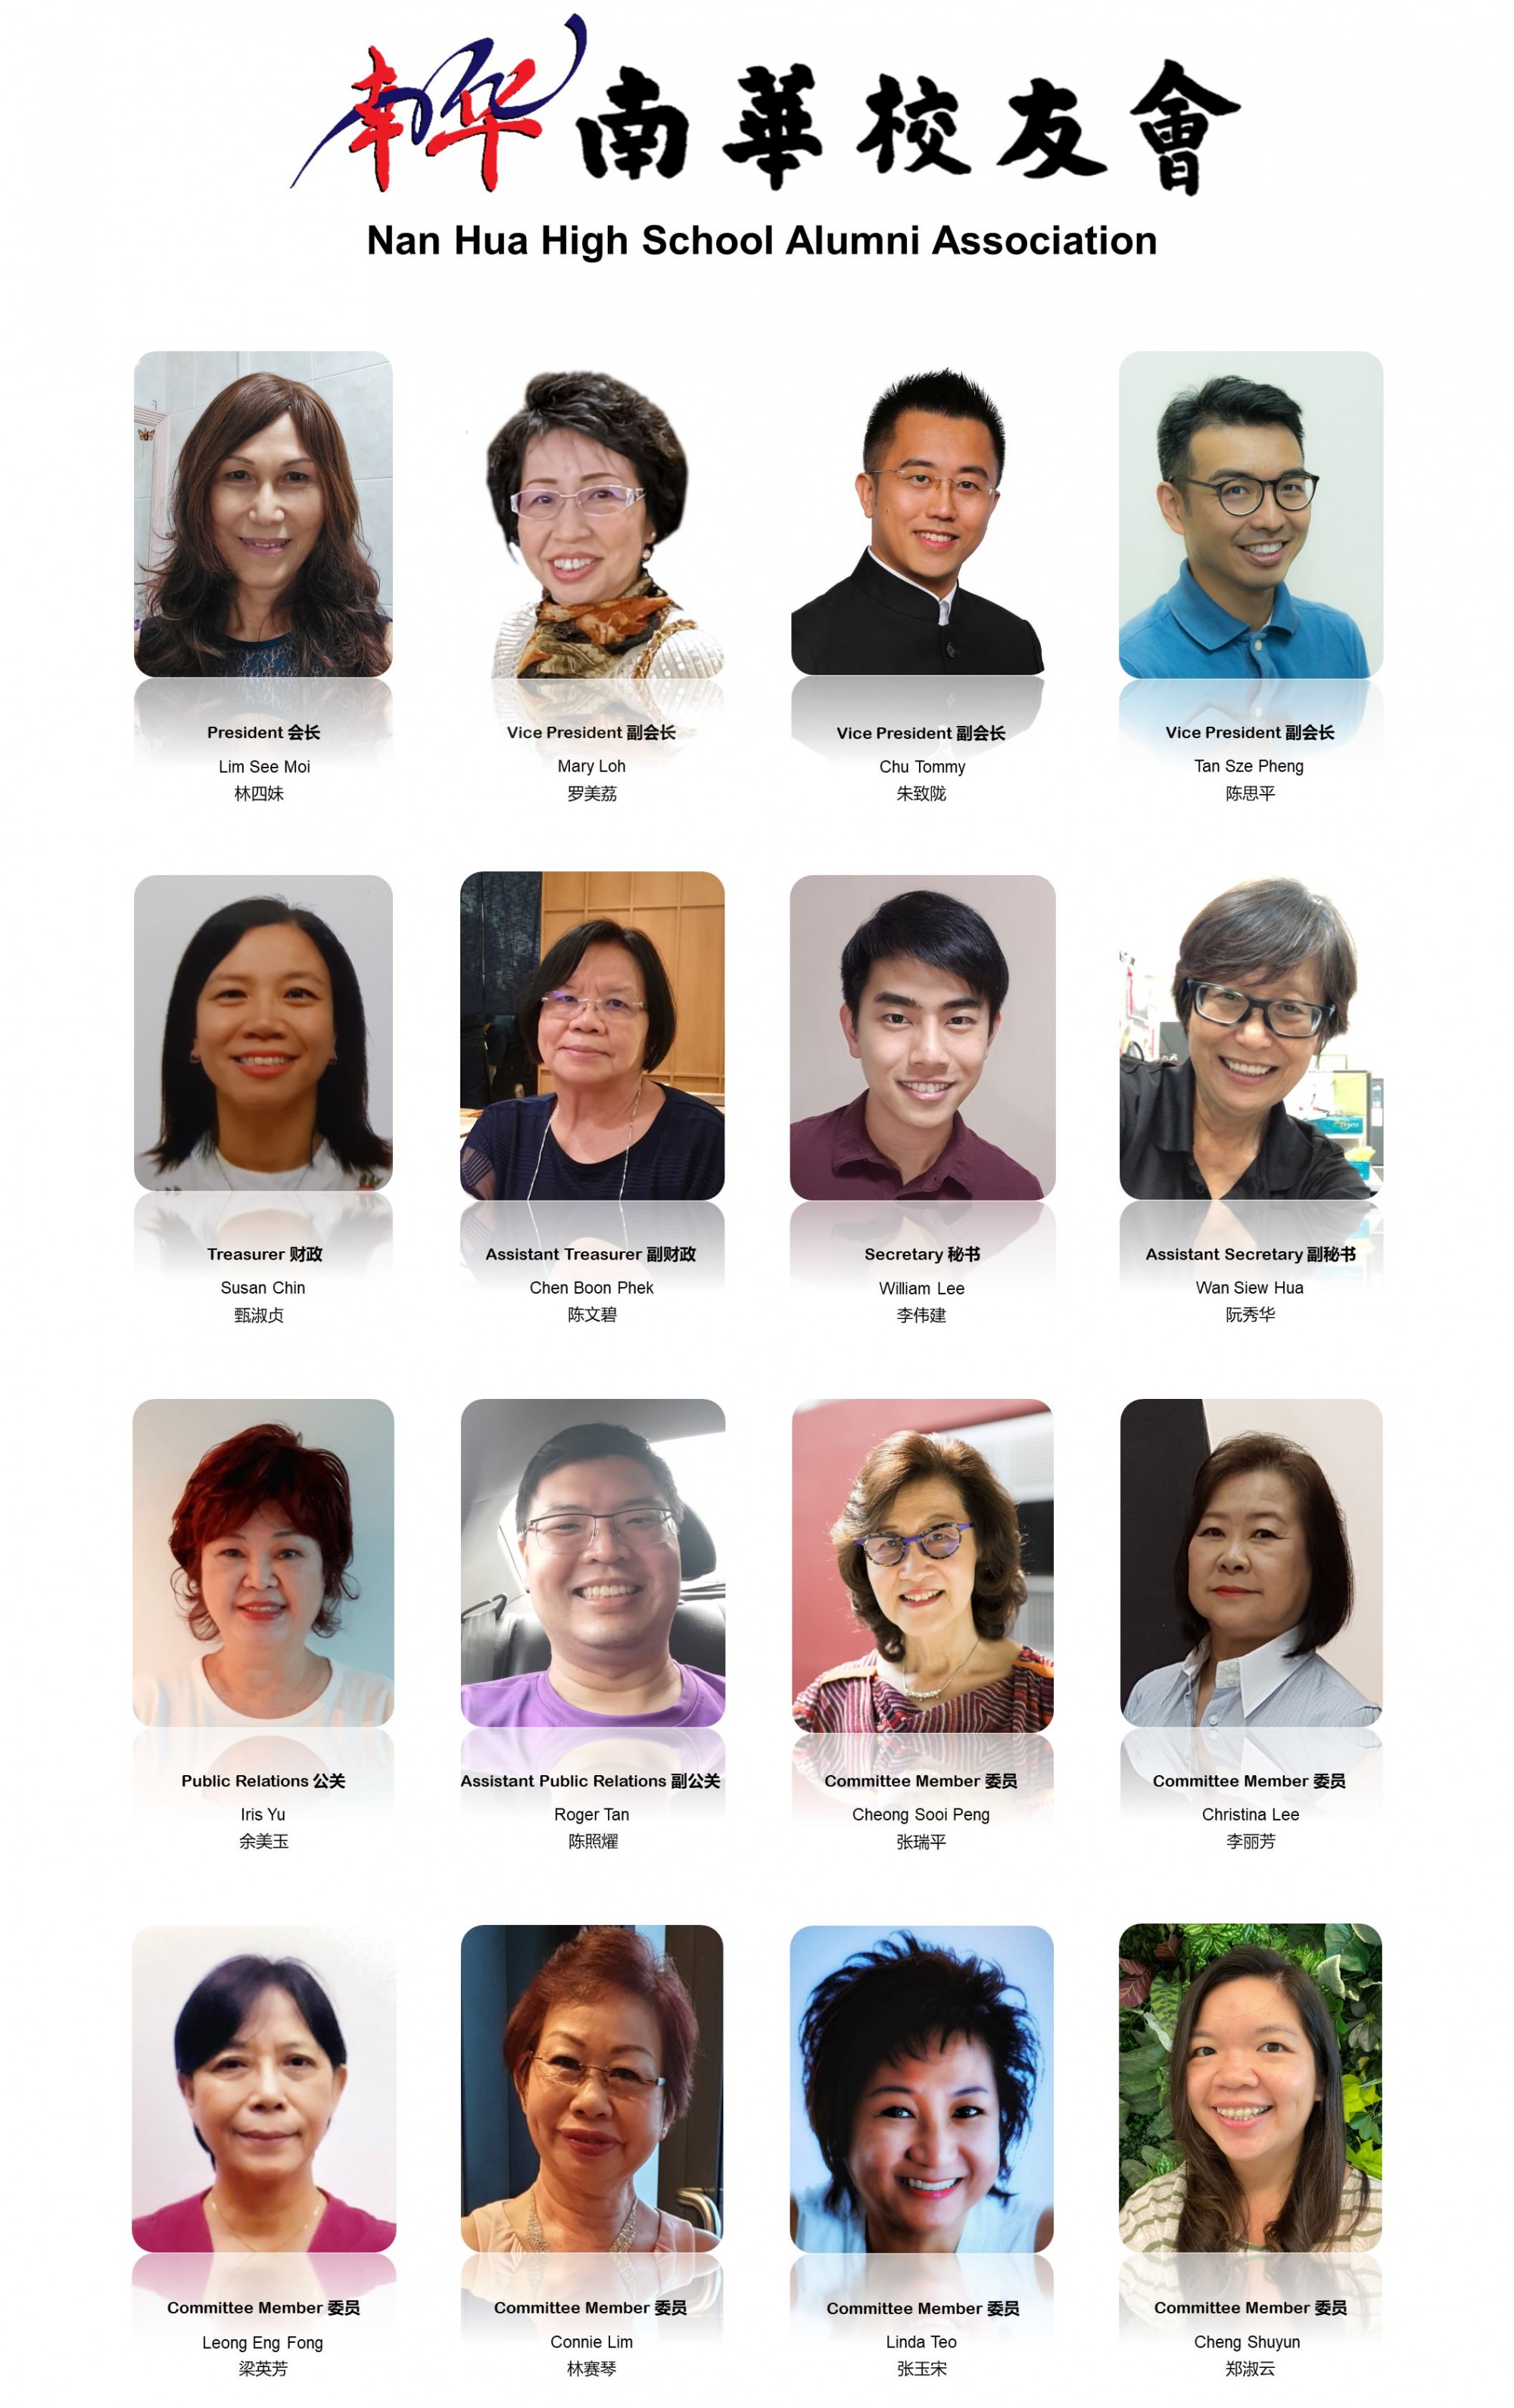 南华 南華校友會
Nan Hua High School Alumni Association
President 会长
Lim See Moi
林四妹
Vice President 副会长
Mary Loh
罗美荔
Vice President 副会长
Chu Tommy
朱致陇
Vice President 副会长
Tan Sze Pheng
陈思平
Treasurer 财政
Susan Chin
甄淑贞
Assistant Treasurer 副财政
Chen Boon Phek
陈文碧
Secretary 秘书
William Lee
李伟建
Assistant Secretary 副秘书
Wan Siew Hua
阮秀华
Public Relations 公关
Iris Yu
余美玉
Assistant Public Relations 副公关
Roger Tan
陈照燿
Committee Member 委员
Cheong Sooi Peng
张瑞平
Committee Member 委员
Christina Lee
李丽芳
Committee Member 委员
Leong Eng Fong
梁英芳
Committee Member 委员
Connie Lim
林赛琴
Committee Member 委员
Linda Teo
张玉宋
Committee Member 委员
Cheng Shuyun
郑淑云